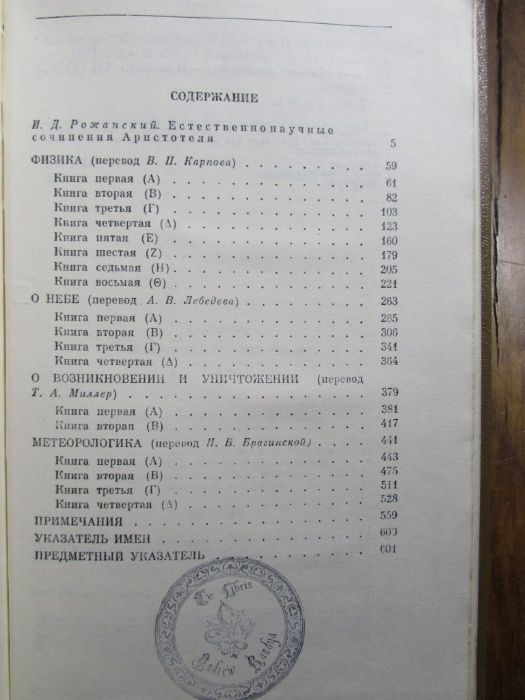 СОДЕРЖАНИЕ
И. Д. Рожанский. Естественнонаучные
сочинения Аристотеля 5
ФИЗИКА (перевод В. П. Карпова) . . . . . . . . . . 59
Книга первая (А) . . . . . . . . . . . . . . 61
Книга вторая (В) . . . . . . . . . . . . . . 82
Книга третья (Г) . . . . . . . . . . . . . . 103
Книга четвертая (Δ) . . . . . . . . . . . . . . 123
Книга пятая (Е) . . . . . . . . . . . . . . 160
Книга шестая (Z) . . . . . . . . . . . . . . 179
Книга седьмая (Н) . . . . . . . . . . . . . . 205
Книга восьмая (Θ) . . . . . . . . . . . . . . 221
О НЕБЕ (перевод А. В. Лебедева) . . . . . . . . . . 263
Книга первая (А) . . . . . . . . . . . . . . 265
Книга вторая (В) . . . . . . . . . . . . . . 306
Книга третья (Г) . . . . . . . . . . . . . . 341
Книга четвертая (Δ) . . . . . . . . . . . . . . 364
О ВОЗНИКНОВЕНИИ И УНИЧТОЖЕНИИ (перевод
Т. А. Миллер) . . . . . . . . . . . . . . 379
Книга первая (А) . . . . . . . . . . . . . . 381
Книга вторая (В) . . . . . . . . . . . . . . 417
МЕТЕОРОЛОГИКА (перевод Н. В. Брагинской) . . . . . . 441
Книга первая (А) . . . . . . . . . . . . . . 443
Книга вторая (В) . . . . . . . . . . . . . . 475
Книга третья (Г) . . . . . . . . . . . . . . 511
Книга четвертая (Δ) . . . . . . . . . . . . . . 528
ПРИМЕЧАНИЯ . . . . . . . . . . . . . . 559
УКАЗАТЕЛЬ ИМЕН . . . . . . . . . . . . . . 600
ПРЕДМЕТНЫЙ УКАЗАТЕЛЬ . . . . . . . . . . . . 601
Ex Libris
Andrew